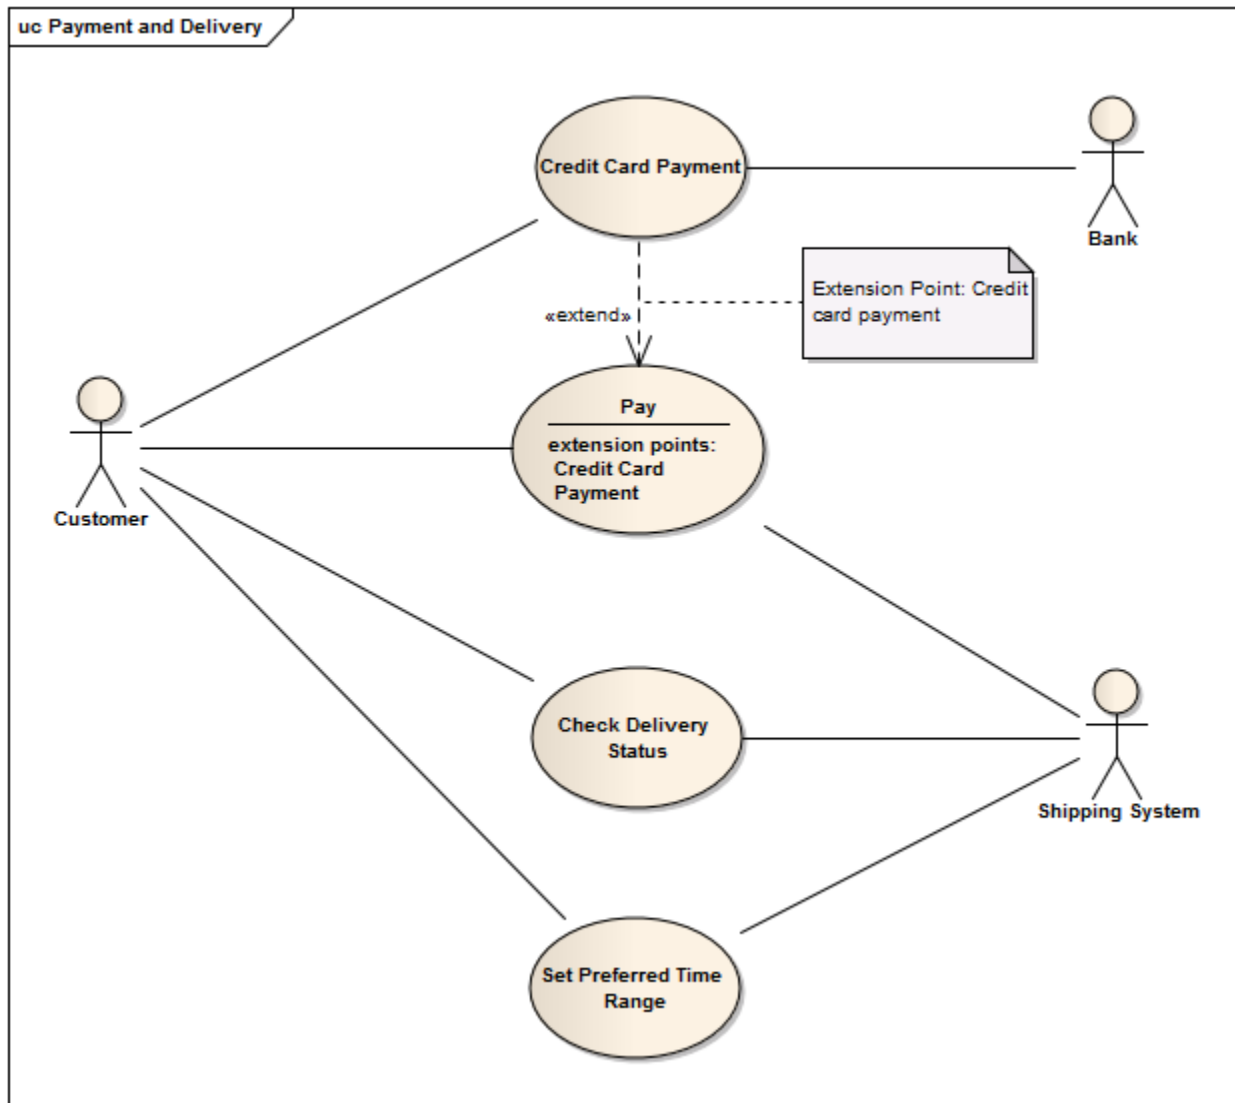 uc Payment and Delivery
Credit Card Payment
Bank
Extension Point: Credit
card payment
«extend»
Pay
extension points:
Credit Card
Payment
Customer
Check Delivery
Status
Shipping System
Set Preferred Time
Range